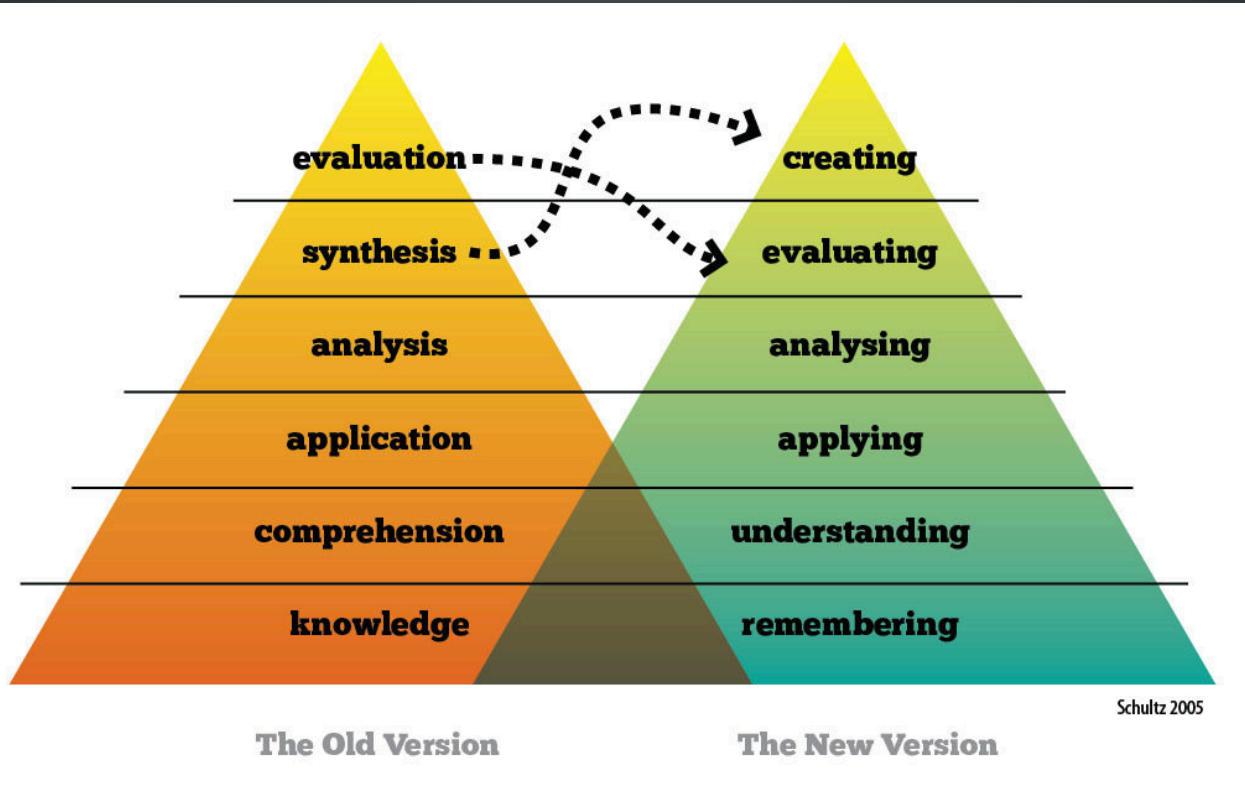 evaluation
creating
synthesis
evaluating
analysis
analysing
application
applying
comprehension
understanding
knowledge
remembering
Schultz 2005
The Old Version
The New Version